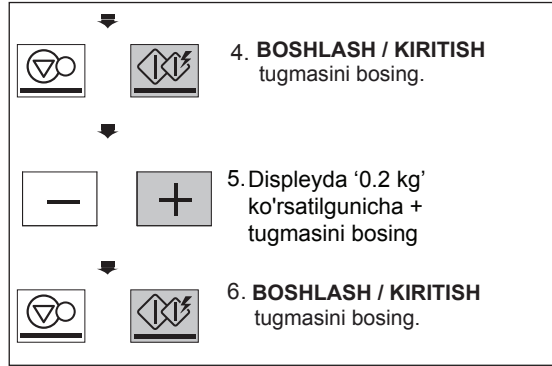 4. BOSHLASH / KIRITISH
tugmasini bosing.
5. Displeyda ‘0.2 kg’
ko'rsatilgunicha +
tugmasini bosing
6. BOSHLASH / KIRITISH
tugmasini bosing.